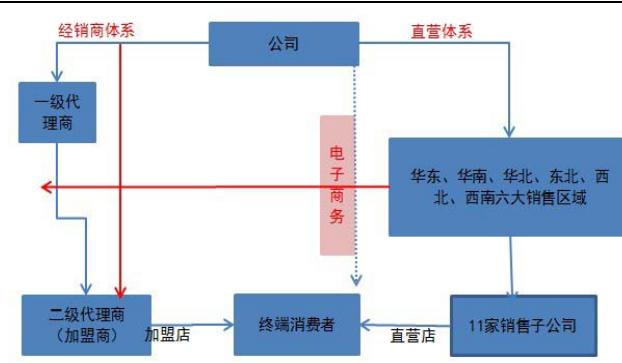 经销商体系
公司
直营体系
一级代
理商
电
子
商
务
华东、华南、华北、东北、西
北、西南六大销售区域
二级代理商
（加盟商）
加盟店
终端消费者
直营店
11家销售子公司